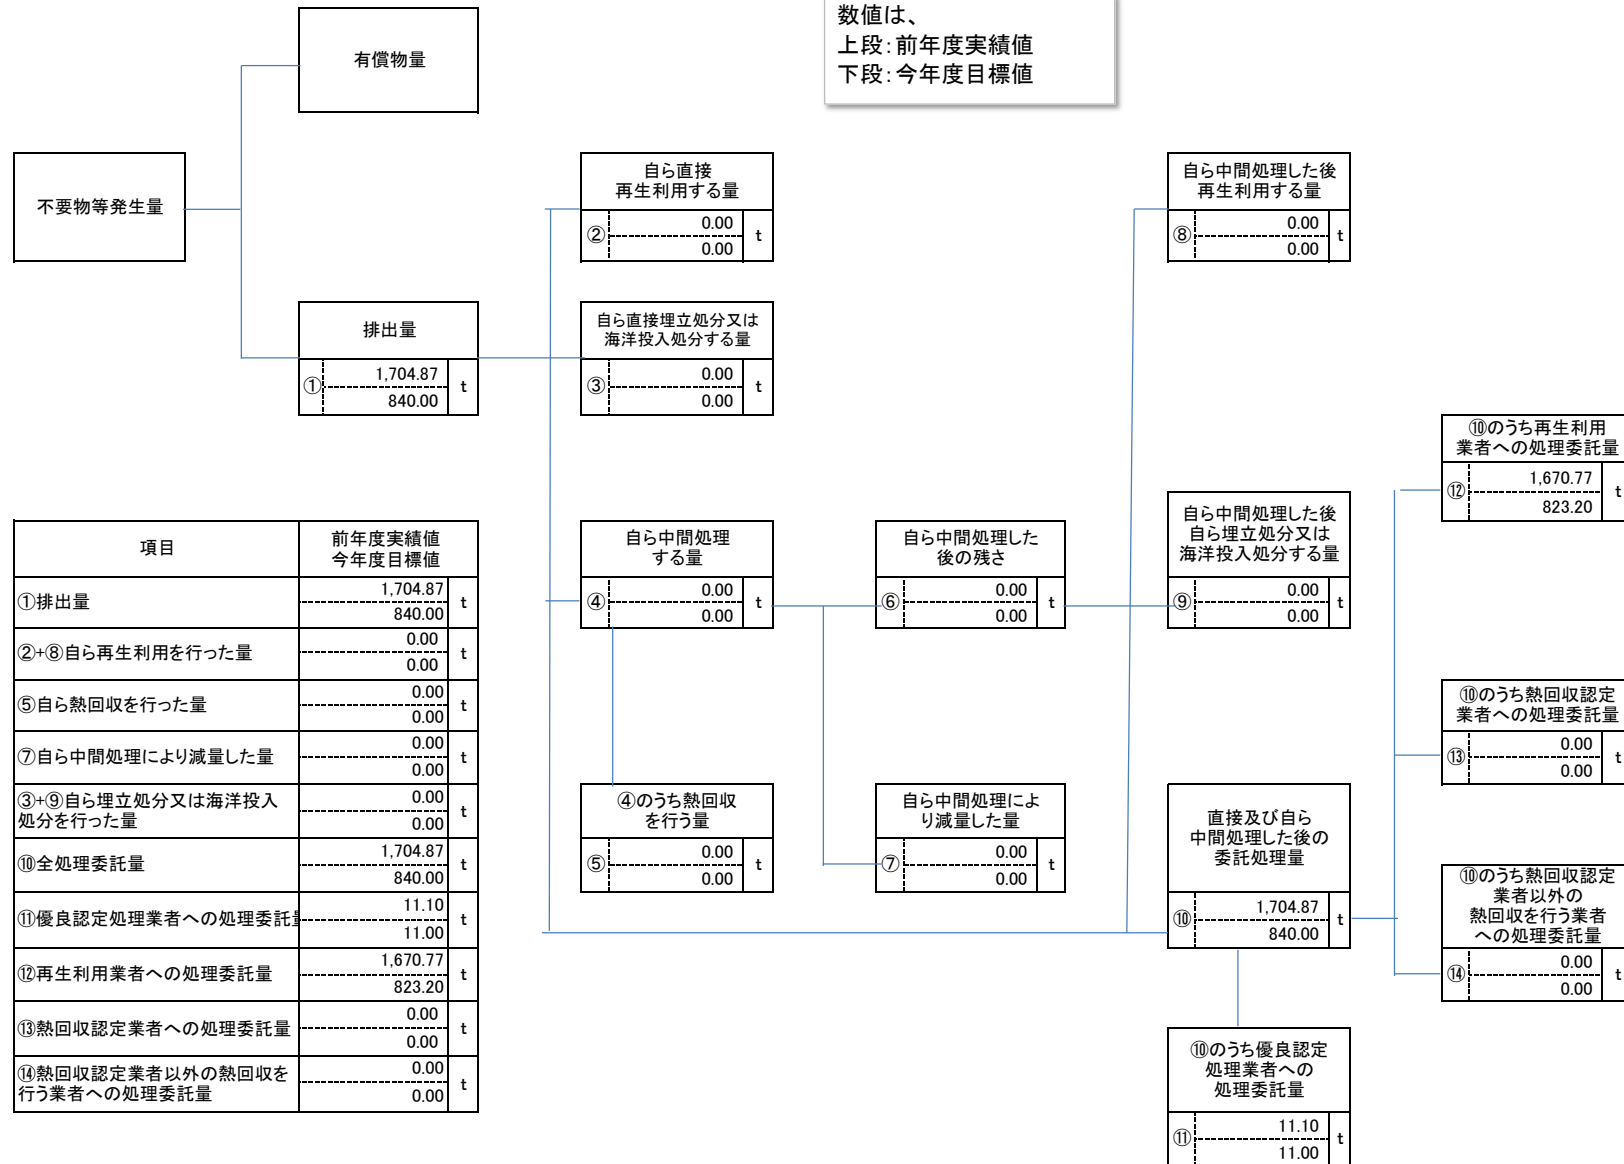 有償物量
数値は、
上段：前年度実績値
下段：今年度目標値
不要物等発生量
自ら直接
再生利用する量
②
0.00
0.00
t
自ら中間処理した後
再生利用する量
⑧
0.00
0.00
t
排出量
①
1,704.87
840.00
t
自ら直接埋立処分又は
海洋投入処分する量
③
0.00
0.00
t
⑩のうち再生利用
業者への処理委託量
⑫
1,670.77
823.20
t
自ら中間処理
する量
④
0.00
0.00
t
自ら中間処理した
後の残さ
⑥
0.00
0.00
t
自ら中間処理した後
自ら埋立処分又は
海洋投入処分する量
⑨
0.00
0.00
t
⑩のうち熱回収認定
業者への処理委託量
⑬
0.00
0.00
t
④のうち熱回収
を行う量
⑤
0.00
0.00
t
自ら中間処理によ
り減量した量
⑦
0.00
0.00
t
直接及び自ら
中間処理した後の
委託処理量
⑩
1,704.87
840.00
t
⑩のうち熱回収認定
業者以外の
熱回収を行う業者
への処理委託量
⑭
0.00
0.00
t
⑩のうち優良認定
処理業者への
処理委託量
⑪
11.10
11.00
t
項目
前年度実績値
今年度目標値
①排出量
1,704.87
840.00
t
②+⑧自ら再生利用を行った量
0.00
0.00
t
⑤自ら熱回収を行った量
0.00
0.00
t
⑦自ら中間処理により減量した量
0.00
0.00
t
③+⑨自ら埋立処分又は海洋投入
処分を行った量
0.00
0.00
t
⑩全処理委託量
1,704.87
840.00
t
⑪優良認定処理業者への処理委託量
11.10
11.00
t
⑫再生利用業者への処理委託量
1,670.77
823.20
t
⑬熱回収認定業者への処理委託量
0.00
0.00
t
⑭熱回収認定業者以外の熱回収を
行う業者への処理委託量
0.00
0.00
t